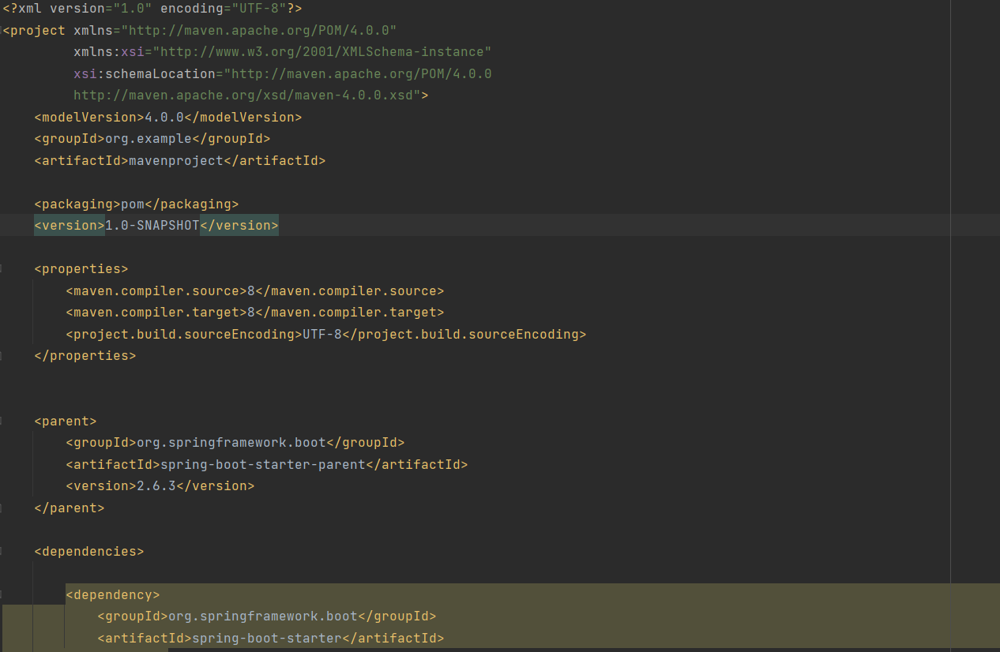 <?xml version="1.0" encoding="UTF-8"?>
<project xmlns="http://maven.apache.org/POM/4.0.0"
xmlns:xsi="http://www.w3.org/2001/XMLSchema-instance"
xsi:schemaLocation="http://maven.apache.org/POM/4.0.0
http://maven.apache.org/xsd/maven-4.0.0.xsd">
<modelVersion>4.0.0</modelVersion>
<groupId>org.example</groupId>
<artifactId>mavenproject</artifactId>
<packaging>pom</packaging>
<version>1.0-SNAPSHOT</version>
<properties>
<maven.compiler.source>8</maven.compiler.source>
<maven.compiler.target>8</maven.compiler.target>
<project.build.sourceEncoding>UTF-8</project.build.sourceEncoding>
</properties>
<parent>
<groupId>org.springframework.boot</groupId>
<artifactId>spring-boot-starter-parent</artifactId>
<version>2.6.3</version>
</parent>
<dependencies>
<dependency>
<groupId>org.springframework.boot</groupId>
<artifactId>spring-boot-starter</artifactId>